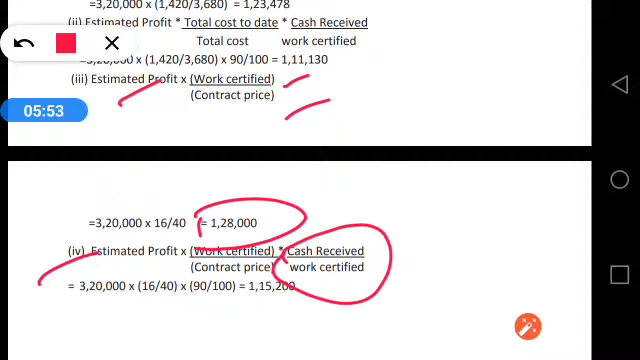 =3,20,000 x (1,420/3,680) = 1,23,478
(ii) Estimated Profit * Total cost to date * Cash Received
Total cost work certified
=3,20,000 x (1,420/3,680) x 90/100 = 1,11,130
(iii) Estimated Profit x (Work certified)
(Contract price)
05:53
=3,20,000 x 16/40 = 1,28,000
(iv) Estimated Profit x (Work certified) * Cash Received
(Contract price) work certified
= 3,20,000 x (16/40) x (90/100) = 1,15,200